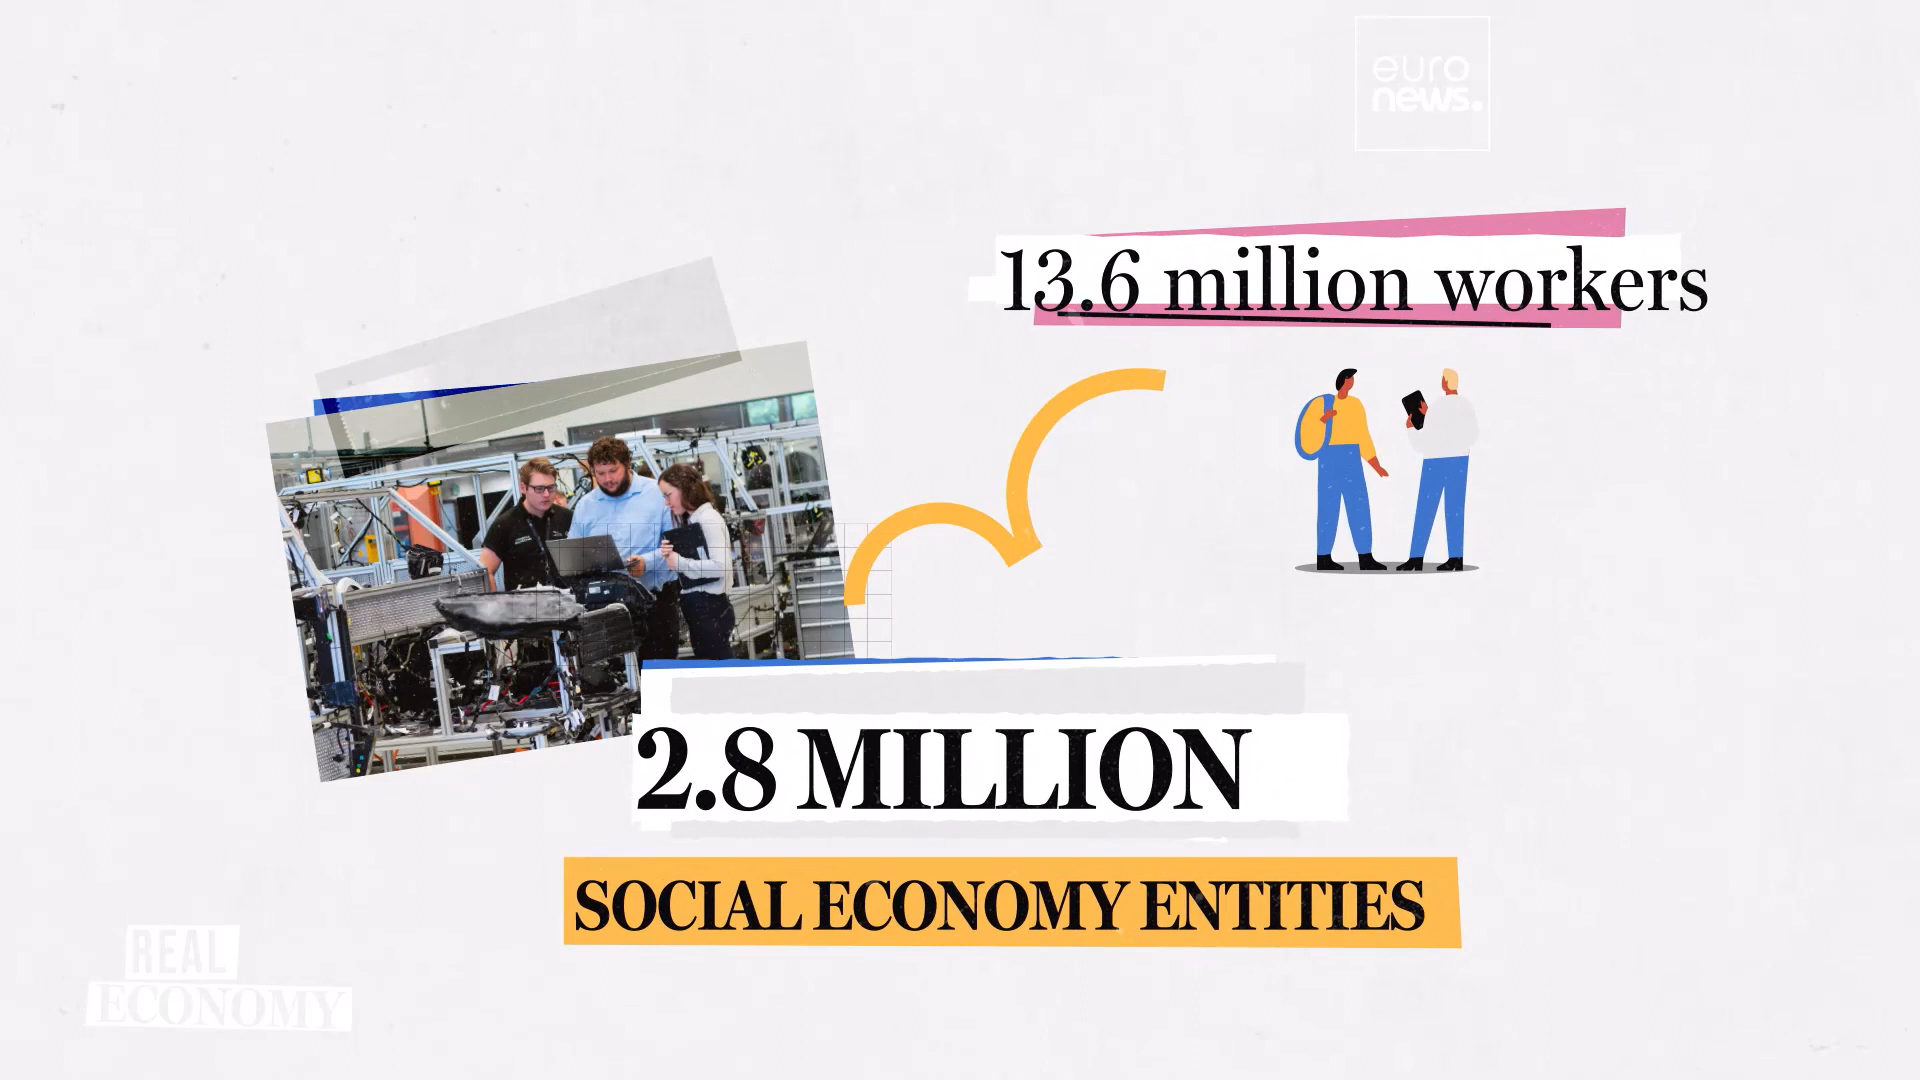 euro
news.
13.6 million workers
2.8 MILLION
SOCIAL ECONOMY ENTITIES
REAL
ECONOMY